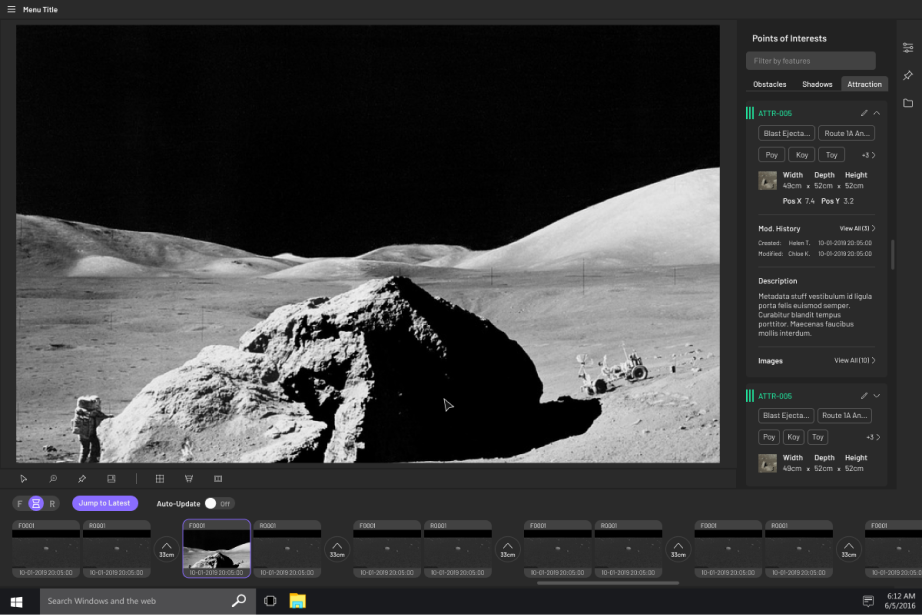 Menu Title
Points of Interests
Filter by features
Obstacles Shadows Attraction
ATTR-005
Blast Ejecta... Route 1A An...
Poy Koy Toy +3
Width Depth Height
49cm x 52cm x 52cm
Pos X 7.4 Pos Y 3.2
Mod. History View All (3)
Created: Helen T. 10-01-2019 20:05:00
Modified: Chloe K. 10-01-2019 20:05:00
Description
Metadata stuff vestibulum id ligula
porta felis euismod semper.
Curabitur blandit tempus
porttitor. Maecenas faucibus
mollis interdum.
Images View All (10)
ATTR-005
Blast Ejecta... Route 1A An...
Poy Koy Toy +3
Width Depth Height
49cm x 52cm x 52cm
F R Jump to Latest Auto-Update Off
F0001 R0001 F0001 R0001 F0001 R0001 F0001 R0001 F0001 R0001 F0001
33cm 33cm 33cm 33cm 33cm
10-01-2019 20:05:00 10-01-2019 20:05:00 10-01-2019 20:05:00 10-01-2019 20:05:00 10-01-2019 20:05:00 10-01-2019 20:05:00 10-01-2019 20:05:00 10-01-2019 20:05:00 10-01-2019 20:05:00 10-01-2019 20:05:00 10-01-2019 20:05:00
Search Windows and the web
6:12 AM
6/5/2016